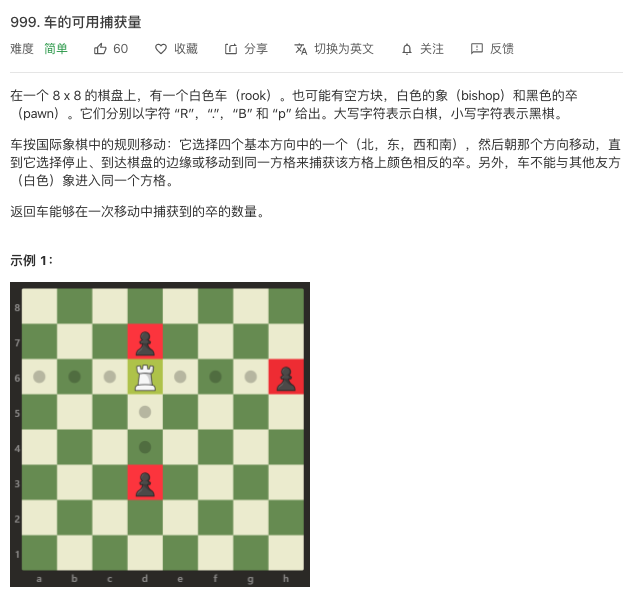 999. 车的可用捕获量
难度 简单 60 收藏 分享 切换为英文 关注 反馈
在一个 8 x 8 的棋盘上，有一个白色车（rook）。也可能有空方块，白色的象（bishop）和黑色的卒
（pawn）。它们分别以字符 “R”，“.”，“B” 和 “p” 给出。大写字符表示白棋，小写字符表示黑棋。
车按国际象棋中的规则移动：它选择四个基本方向中的一个（北，东，西和南），然后朝那个方向移动，直
到它选择停止、到达棋盘的边缘或移动到同一方格来捕获该方格上颜色相反的卒。另外，车不能与其他友方
（白色）象进入同一个方格。
返回车能够在一次移动中捕获到的卒的数量。
示例 1：
8
7
6
5
4
3
2
1
a b c d e f g h